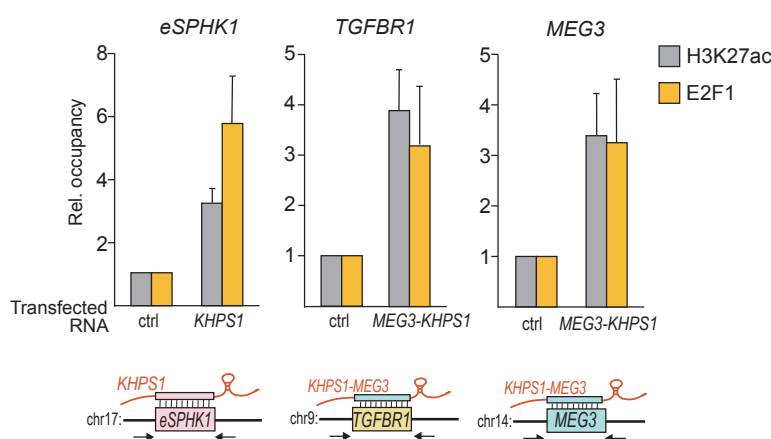 eSPHK1 TGFBR1 MEG3
H3K27ac
E2F1
Rel. occupancy
8
6
4
2
5
4
3
2
1
5
4
3
2
1
Transfected
RNA
ctrl KHPS1 ctrl MEG3-KHPS1 ctrl MEG3-KHPS1
KHPS1 KHPS1-MEG3 KHPS1-MEG3
chr17: eSPHK1 chr9: TGFBR1 chr14: MEG3